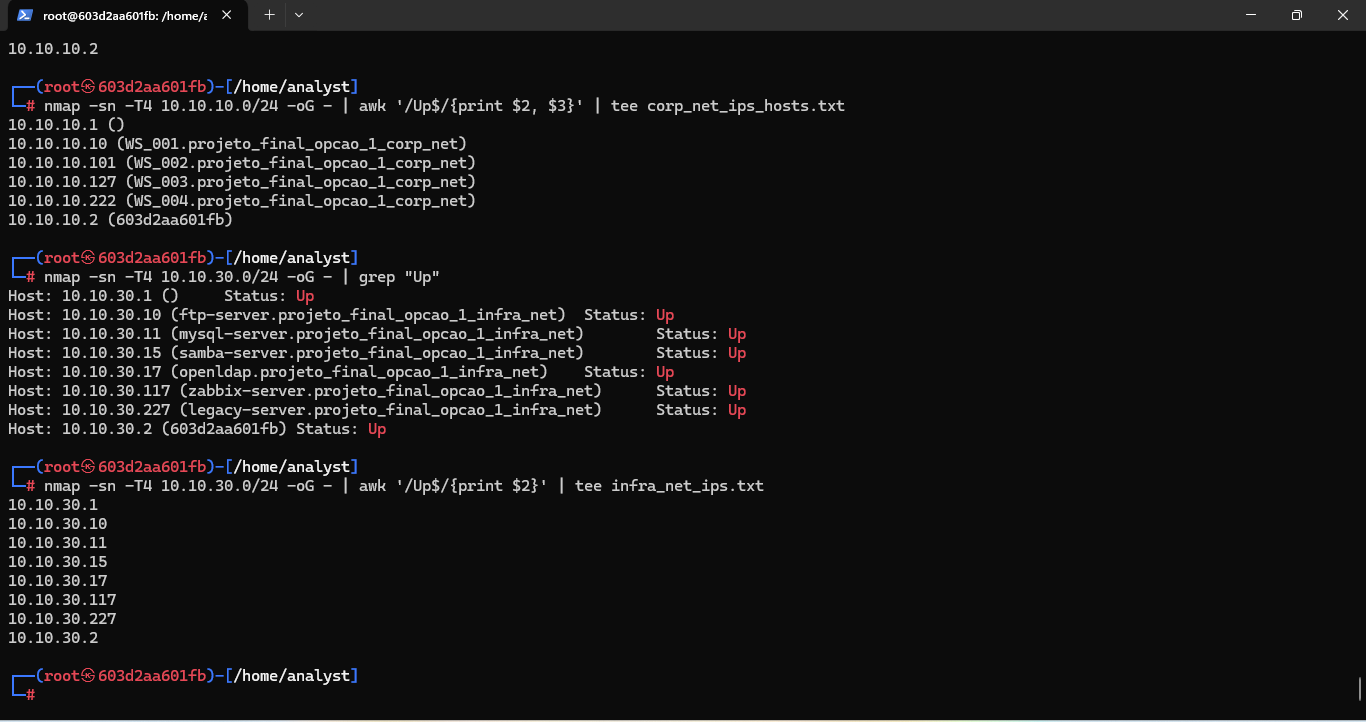 root@603d2aa601fb: /home/a
10.10.10.2
┌──(root㉿603d2aa601fb)-[/home/analyst]
└─# nmap -sn -T4 10.10.10.0/24 -oG - | awk '/Up$/{print $2, $3}' | tee corp_net_ips_hosts.txt
10.10.10.1 ()
10.10.10.10 (WS_001.projeto_final_opcao_1_corp_net)
10.10.10.101 (WS_002.projeto_final_opcao_1_corp_net)
10.10.10.127 (WS_003.projeto_final_opcao_1_corp_net)
10.10.10.222 (WS_004.projeto_final_opcao_1_corp_net)
10.10.10.2 (603d2aa601fb)
┌──(root㉿603d2aa601fb)-[/home/analyst]
└─# nmap -sn -T4 10.10.30.0/24 -oG - | grep "Up"
Host: 10.10.30.1 ()     Status: Up
Host: 10.10.30.10 (ftp-server.projeto_final_opcao_1_infra_net)  Status: Up
Host: 10.10.30.11 (mysql-server.projeto_final_opcao_1_infra_net)        Status: Up
Host: 10.10.30.15 (samba-server.projeto_final_opcao_1_infra_net)        Status: Up
Host: 10.10.30.17 (openldap.projeto_final_opcao_1_infra_net)    Status: Up
Host: 10.10.30.117 (zabbix-server.projeto_final_opcao_1_infra_net)      Status: Up
Host: 10.10.30.227 (legacy-server.projeto_final_opcao_1_infra_net)      Status: Up
Host: 10.10.30.2 (603d2aa601fb) Status: Up
┌──(root㉿603d2aa601fb)-[/home/analyst]
└─# nmap -sn -T4 10.10.30.0/24 -oG - | awk '/Up$/{print $2}' | tee infra_net_ips.txt
10.10.30.1
10.10.30.10
10.10.30.11
10.10.30.15
10.10.30.17
10.10.30.117
10.10.30.227
10.10.30.2
┌──(root㉿603d2aa601fb)-[/home/analyst]
└─#